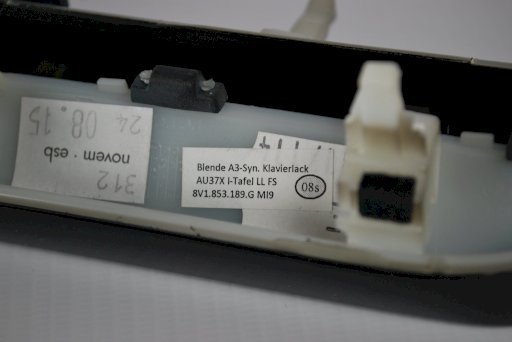 Blende A3-Syn. Klavierlack
AU37X I-Tafel LL FS
8V1.853.189.G MI9
08s
24 08.15
novem · esb
312